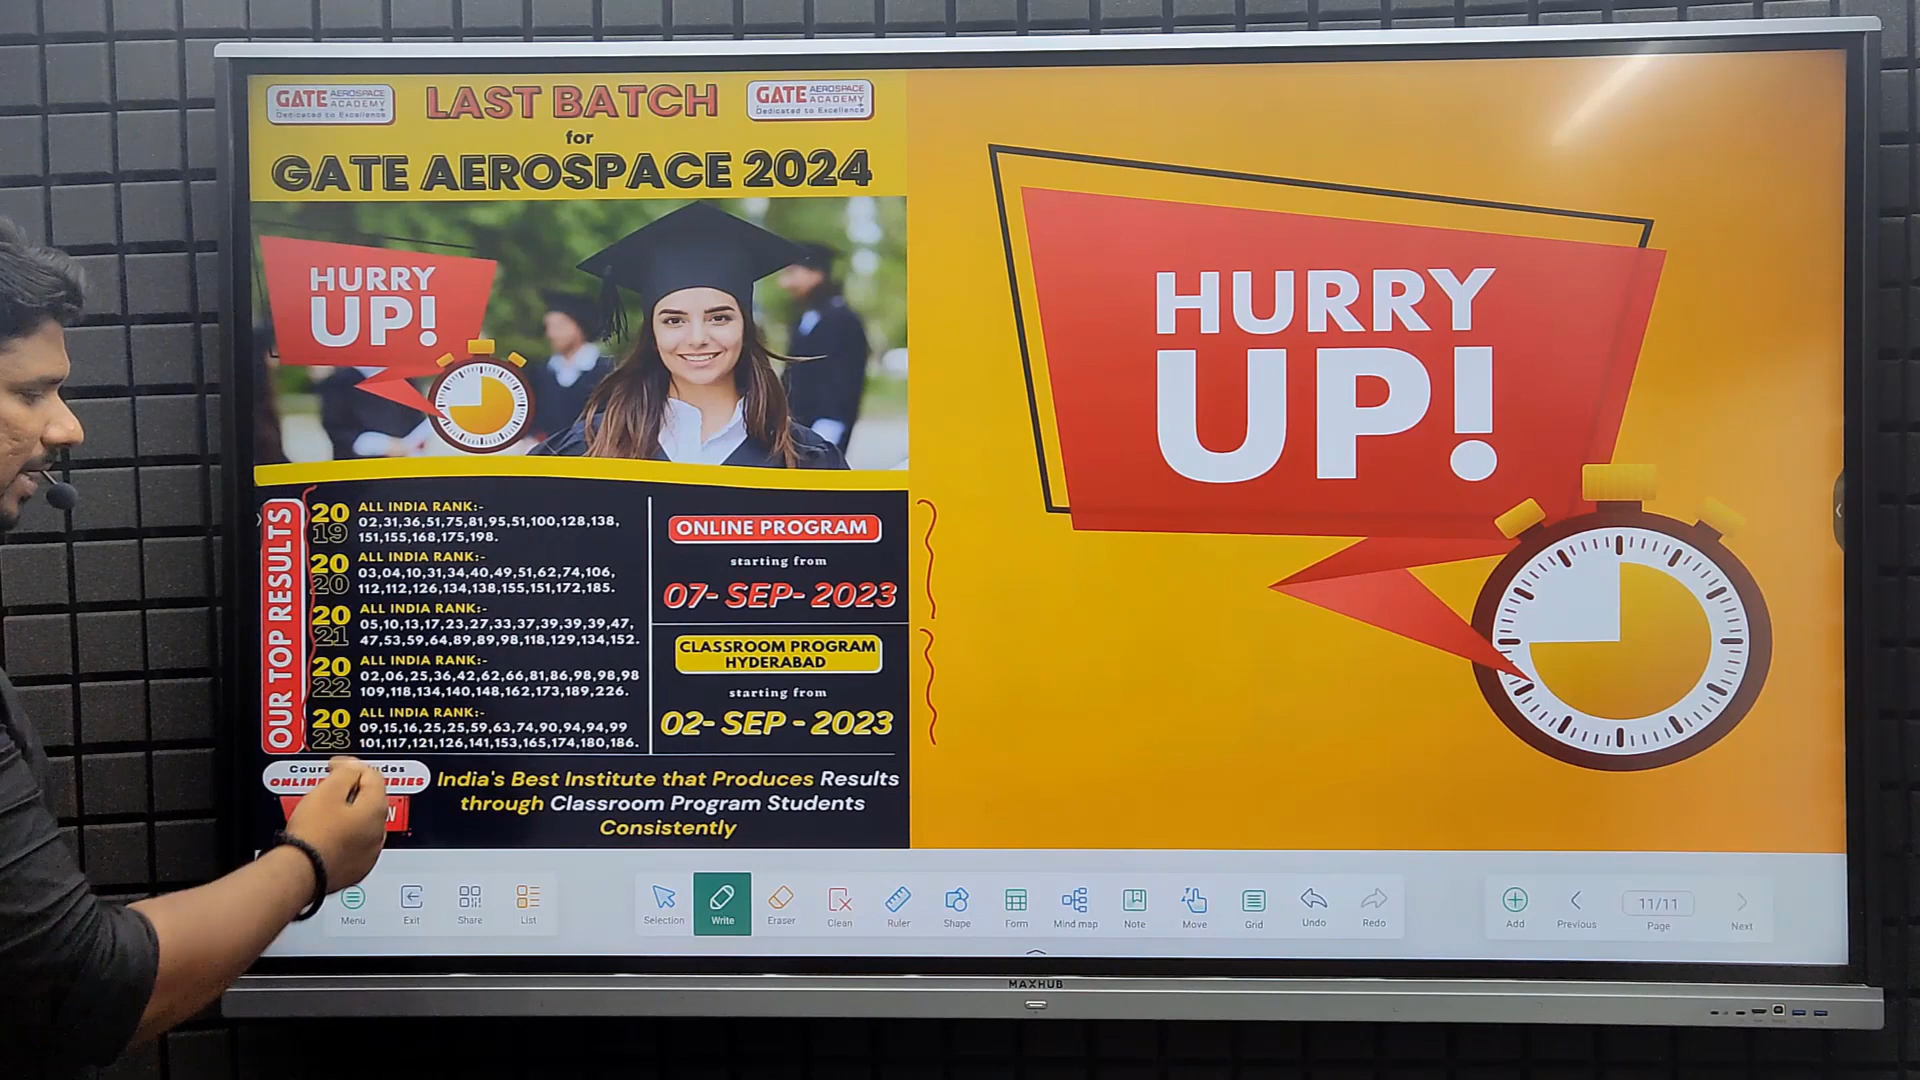 GATE AEROSPACE ACADEMY
Dedicated to Excellence
LAST BATCH
GATE AEROSPACE ACADEMY
Dedicated to Excellence
for
GATE AEROSPACE 2024
HURRY
UP!
OUR TOP RESULTS
2019
ALL INDIA RANK:-
02,31,36,51,75,81,95,51,100,128,138,
151,155,168,175,198.
2020
ALL INDIA RANK:-
03,04,10,31,34,40,49,51,62,74,106,
112,112,126,134,138,155,151,172,185.
2021
ALL INDIA RANK:-
05,10,13,17,23,27,33,37,39,39,39,47,
47,53,59,64,89,89,98,118,129,134,152.
2022
ALL INDIA RANK:-
02,06,25,36,42,62,66,81,86,98,98,98
109,118,134,140,148,162,173,189,226.
2023
ALL INDIA RANK:-
09,15,16,25,25,59,63,74,90,94,94,99
101,117,121,126,141,153,165,174,180,186.
ONLINE PROGRAM
starting from
07- SEP- 2023
CLASSROOM PROGRAM
HYDERABAD
starting from
02- SEP - 2023
India's Best Institute that Produces Results
through Classroom Program Students
Consistently
HURRY
UP!
Menu
Exit
Share
List
Selection
Write
Eraser
Clean
Ruler
Shape
Form
Mind map
Note
Move
Grid
Undo
Redo
Add
Previous
11/11
Page
Next
MAXHUB